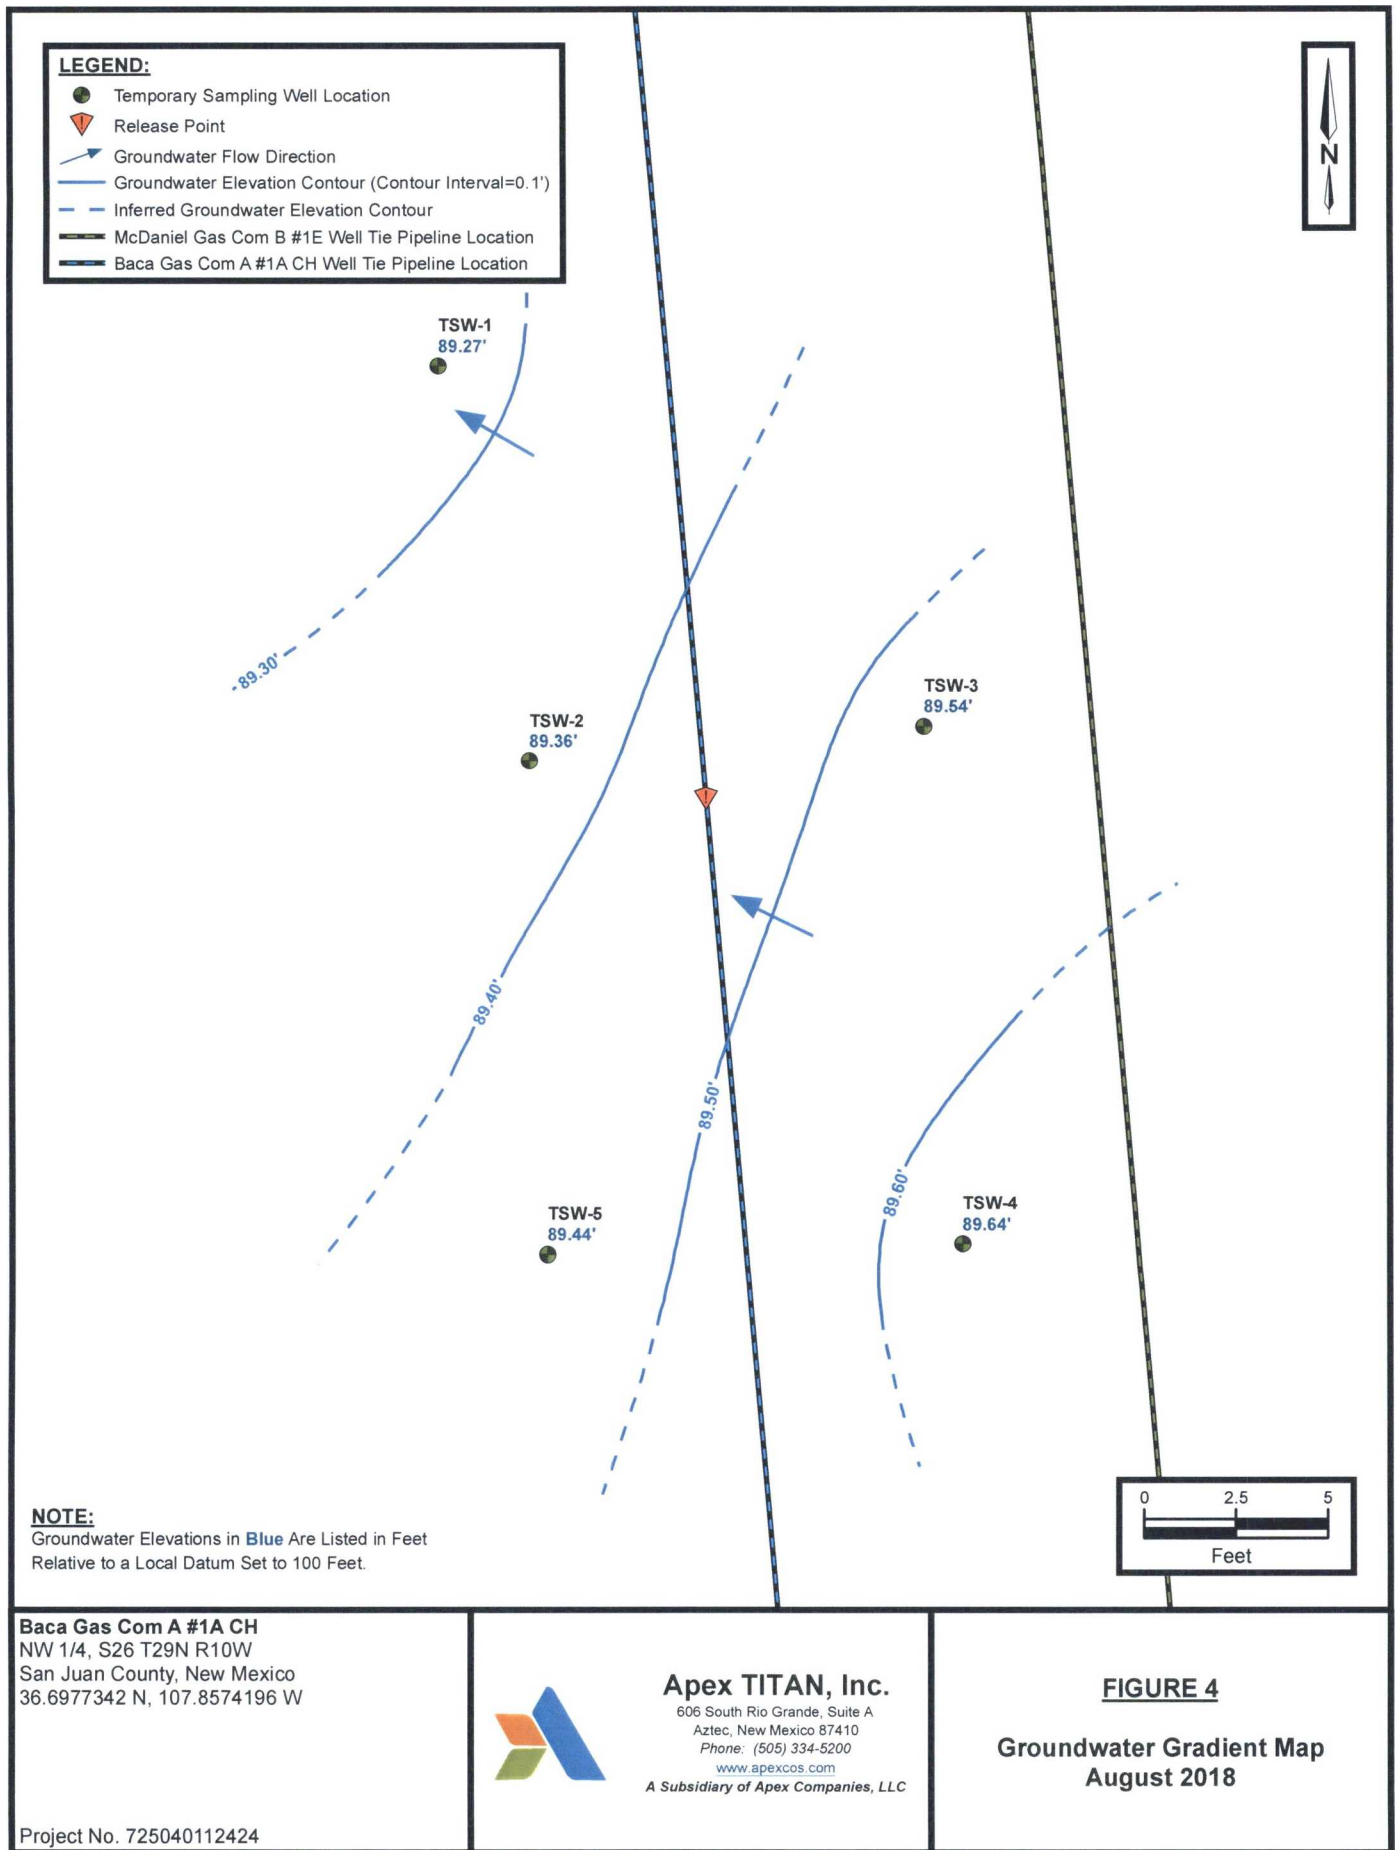 LEGEND:
Temporary Sampling Well Location
Release Point
Groundwater Flow Direction
Groundwater Elevation Contour (Contour Interval=0.1')
Inferred Groundwater Elevation Contour
McDaniel Gas Com B #1E Well Tie Pipeline Location
Baca Gas Com A #1A CH Well Tie Pipeline Location
N
TSW-1
89.27'
89.30'
TSW-2
89.36'
TSW-3
89.54'
!
89.40'
89.50'
89.60'
TSW-5
89.44'
TSW-4
89.64'
0 2.5 5
Feet
NOTE:
Groundwater Elevations in Blue Are Listed in Feet
Relative to a Local Datum Set to 100 Feet.
Baca Gas Com A #1A CH
NW 1/4, S26 T29N R10W
San Juan County, New Mexico
36.6977342 N, 107.8574196 W
Project No. 725040112424
Apex TITAN, Inc.
606 South Rio Grande, Suite A
Aztec, New Mexico 87410
Phone: (505) 334-5200
www.apexcos.com
A Subsidiary of Apex Companies, LLC
FIGURE 4
Groundwater Gradient Map
August 2018